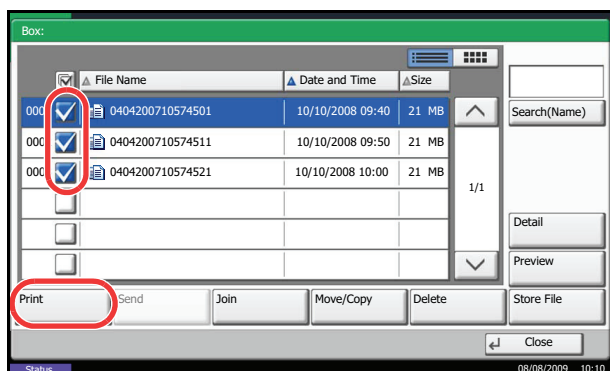 Box:
File Name Date and Time Size
000 0404200710574501 10/10/2008 09:40 21 MB Search(Name)
000 0404200710574511 10/10/2008 09:50 21 MB
000 0404200710574521 10/10/2008 10:00 21 MB
1/1
Detail
Preview
Print Send Join Move/Copy Delete Store File
Close
Status 08/08/2009 10:10